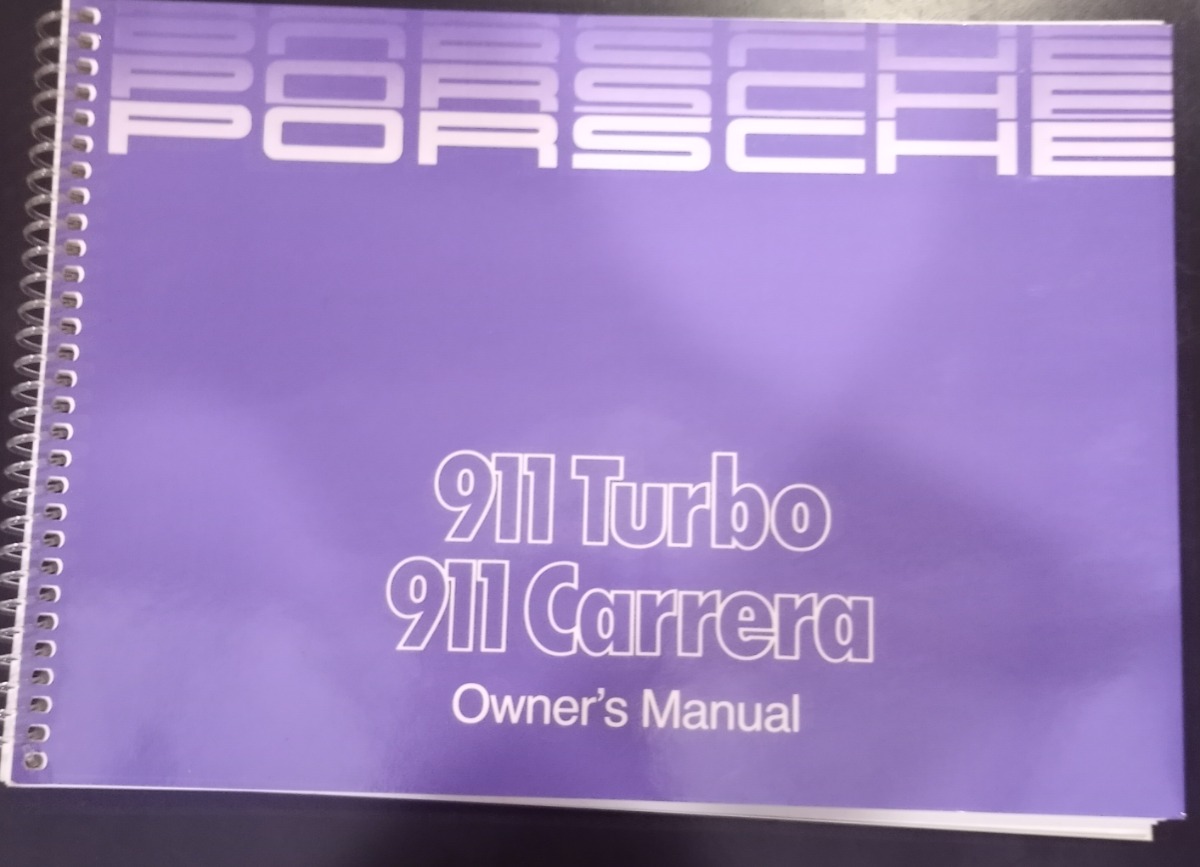 PORSCHE
PORSCHE
PORSCHE
911 Turbo
911 Carrera
Owner's Manual